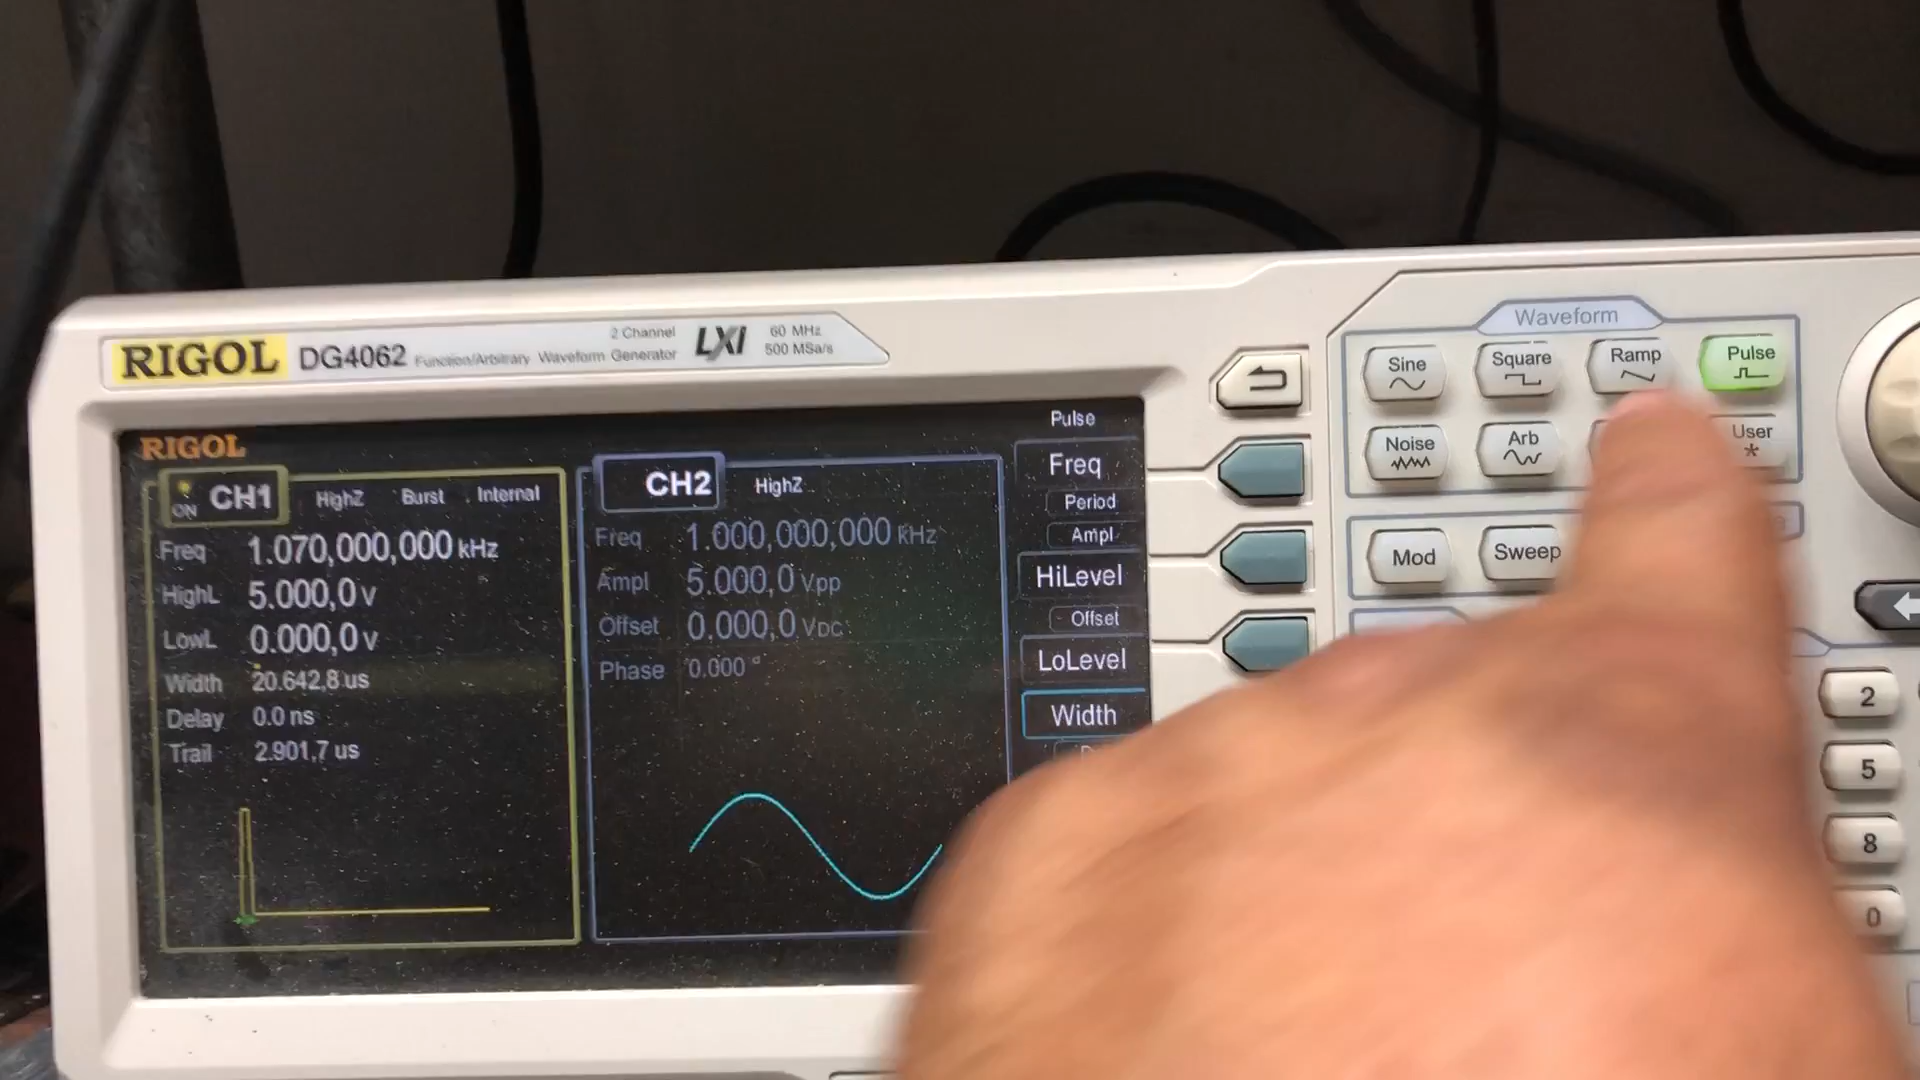 RIGOL DG4062 Function/Arbitrary Waveform Generator
2 Channel
LXI
60 MHz
500 MSa/s
RIGOL
ON CH1 HighZ Burst Internal
Freq 1.070,000,000 kHz
HighL 5.000,0 V
LowL 0.000,0 V
Width 20.642,8 us
Delay 0.0 ns
Trail 2.901,7 us
CH2 HighZ
Freq 1.000,000,000 kHz
Ampl 5.000,0 Vpp
Offset 0.000,0 VDC
Phase 0.000 °
Pulse
Freq
Period
Ampl
HiLevel
Offset
LoLevel
Width
Waveform
Sine Square Ramp Pulse
Noise Arb User
Mod Sweep
2
5
8
0